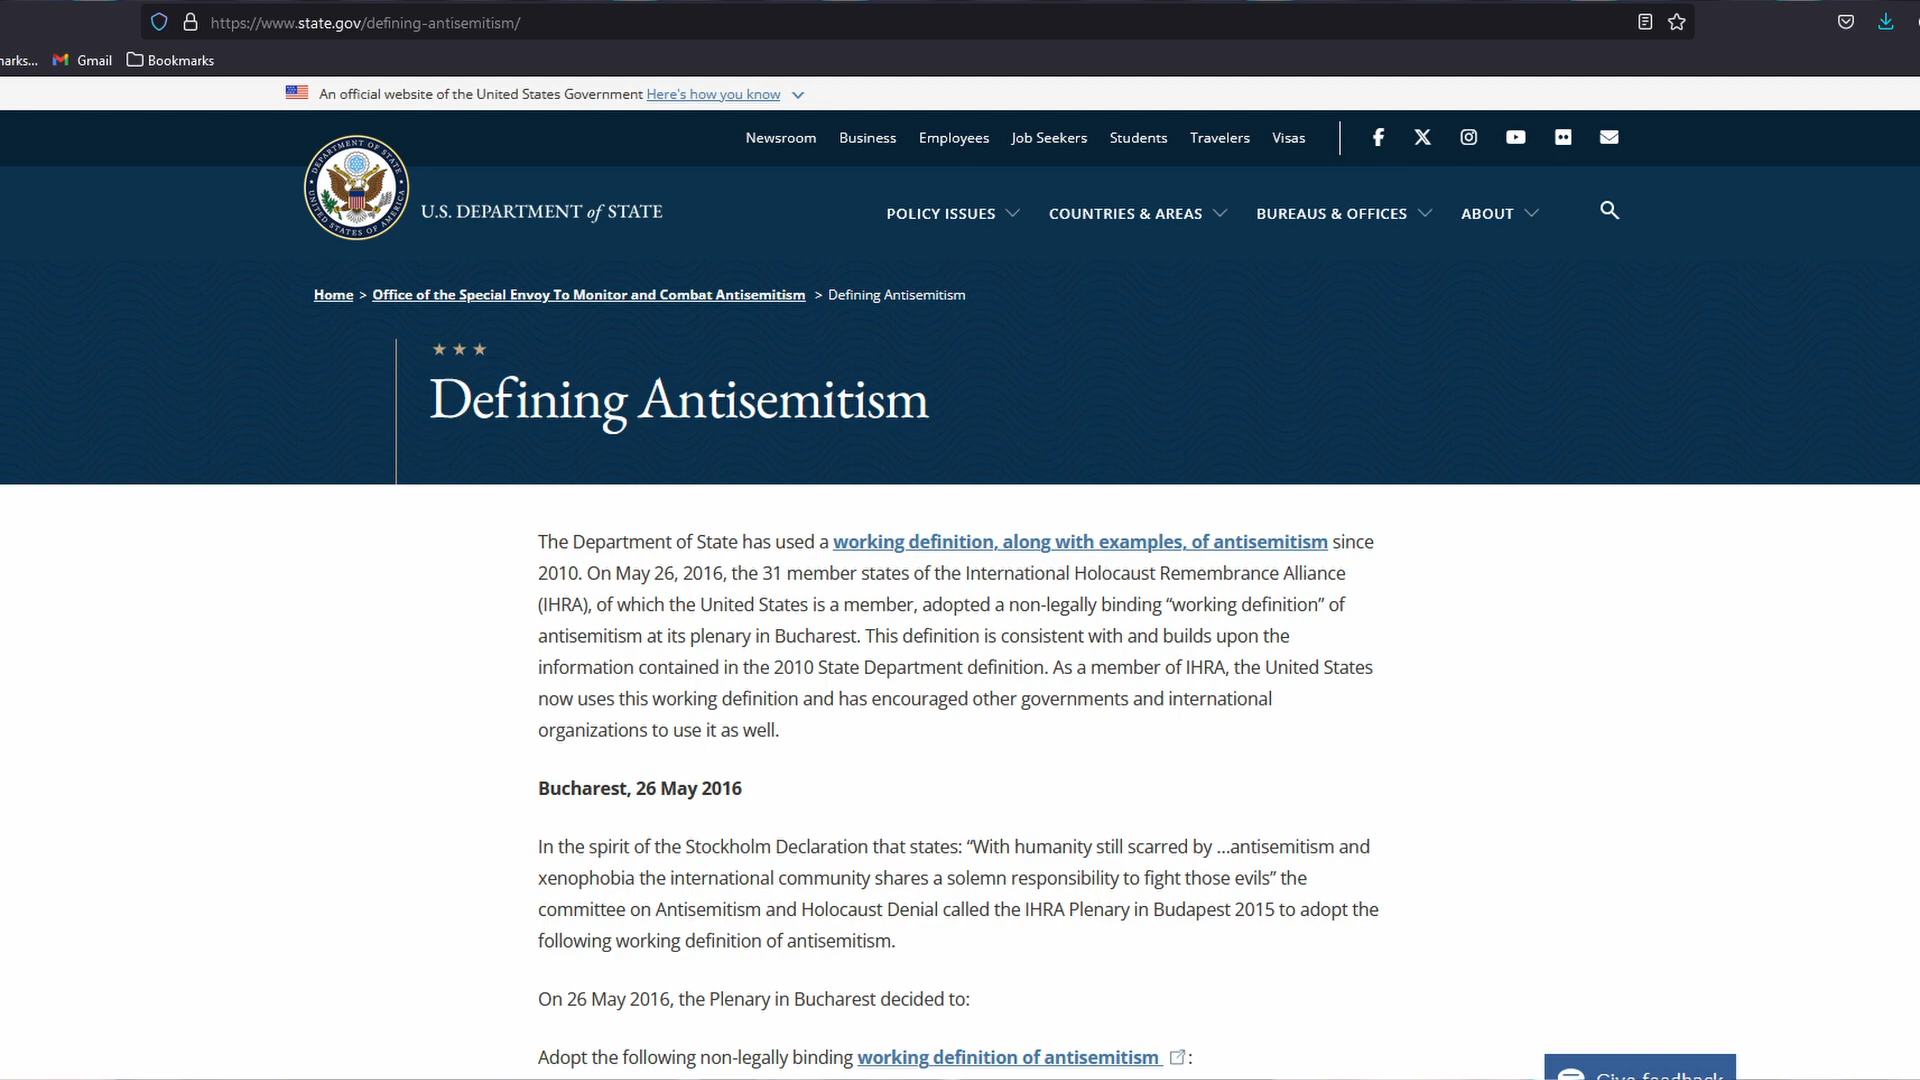 https://www.state.gov/defining-antisemitism/
arks... Gmail Bookmarks
An official website of the United States Government Here's how you know
Newsroom Business Employees Job Seekers Students Travelers Visas
DEPARTMENT OF STATE
UNITED STATES OF AMERICA
U.S. DEPARTMENT of STATE
POLICY ISSUES COUNTRIES & AREAS BUREAUS & OFFICES ABOUT
Home > Office of the Special Envoy To Monitor and Combat Antisemitism > Defining Antisemitism
Defining Antisemitism
The Department of State has used a working definition, along with examples, of antisemitism since
2010. On May 26, 2016, the 31 member states of the International Holocaust Remembrance Alliance
(IHRA), of which the United States is a member, adopted a non-legally binding “working definition” of
antisemitism at its plenary in Bucharest. This definition is consistent with and builds upon the
information contained in the 2010 State Department definition. As a member of IHRA, the United States
now uses this working definition and has encouraged other governments and international
organizations to use it as well.
Bucharest, 26 May 2016
In the spirit of the Stockholm Declaration that states: “With humanity still scarred by …antisemitism and
xenophobia the international community shares a solemn responsibility to fight those evils” the
committee on Antisemitism and Holocaust Denial called the IHRA Plenary in Budapest 2015 to adopt the
following working definition of antisemitism.
On 26 May 2016, the Plenary in Bucharest decided to:
Adopt the following non-legally binding working definition of antisemitism :
Give feedback